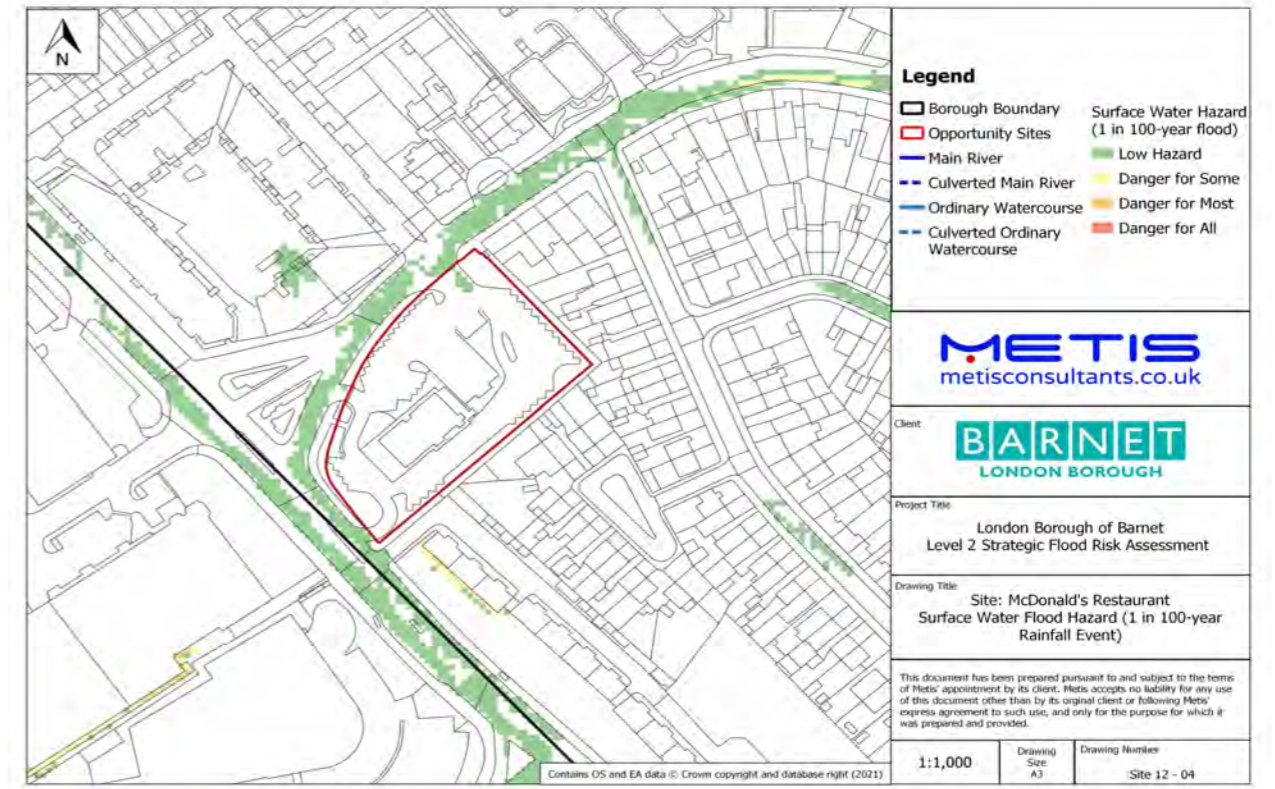 N
Legend
Borough Boundary
Opportunity Sites
Main River
Culverted Main River
Ordinary Watercourse
Culverted Ordinary
Watercourse
Surface Water Hazard
(1 in 100-year flood)
Low Hazard
Danger for Some
Danger for Most
Danger for All
METIS
metisconsultants.co.uk
Client
BARNET
LONDON BOROUGH
Project Title
London Borough of Barnet
Level 2 Strategic Flood Risk Assessment
Drawing Title
Site: McDonald's Restaurant
Surface Water Flood Hazard (1 in 100-year
Rainfall Event)
This document has been prepared pursuant to and subject to the terms
of Metis' appointment by its client. Metis accepts no liability for any use
of this document other than by its orginal client or following Metis'
express agreement to such use, and only for the purpose for which it
was prepared and provided.
1:1,000
Drawing
Size
A3
Drawing Number
Site 12 - 04
Contains OS and EA data © Crown copyright and database right (2021)